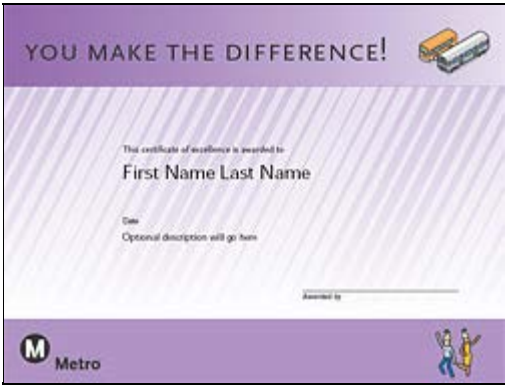 YOU MAKE THE DIFFERENCE!
This certificate of excellence is awarded to
First Name Last Name
Date
Optional description will go here
Awarded by
M Metro